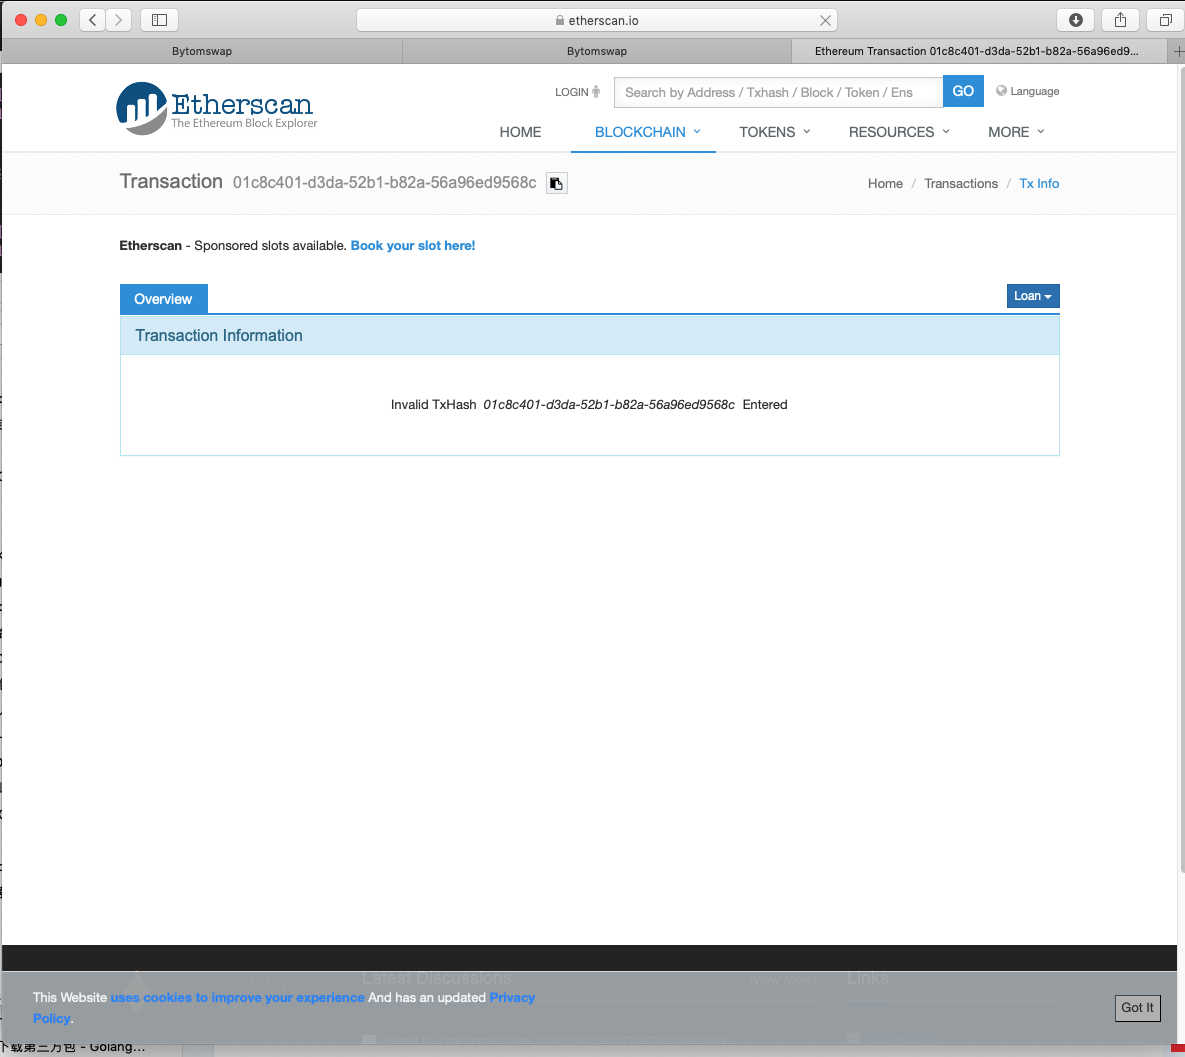 etherscan.io
Bytomswap
Bytomswap
Ethereum Transaction 01c8c401-d3da-52b1-b82a-56a96ed9...
Etherscan
The Ethereum Block Explorer
LOGIN
Search by Address / Txhash / Block / Token / Ens
GO
Language
HOME
BLOCKCHAIN
TOKENS
RESOURCES
MORE
Transaction 01c8c401-d3da-52b1-b82a-56a96ed9568c
Home / Transactions / Tx Info
Etherscan - Sponsored slots available. Book your slot here!
Overview
Loan
Transaction Information
Invalid TxHash 01c8c401-d3da-52b1-b82a-56a96ed9568c Entered
Latest Discussions
[View More]
Links
This Website uses cookies to improve your experience And has an updated Privacy
Policy.
Got It
下载第三方包 - Golang...